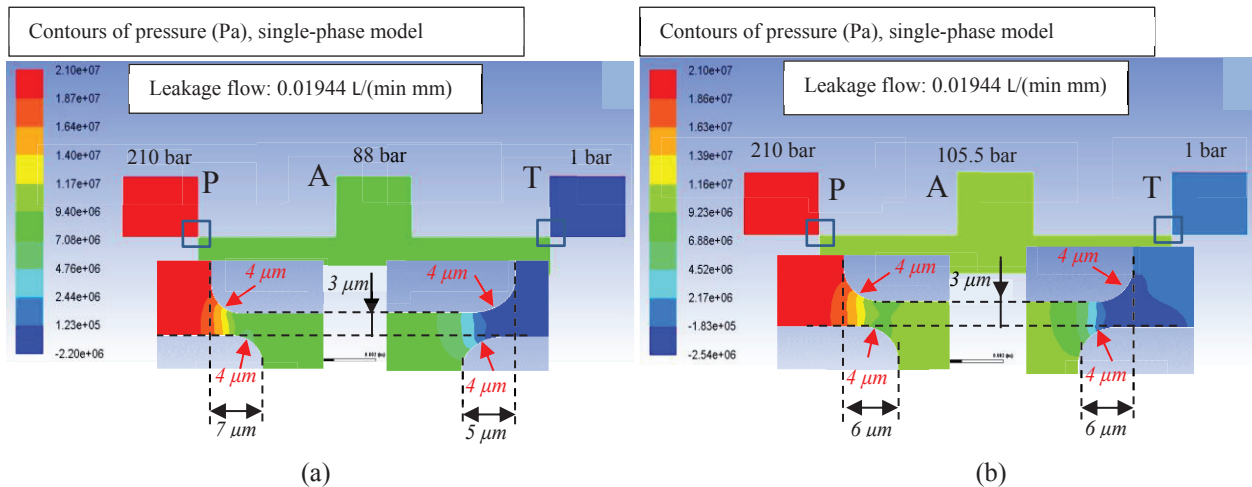 Contours of pressure (Pa), single-phase model
Leakage flow: 0.01944 L/(min mm)
2.10e+07
1.87e+07
1.64e+07
1.40e+07
1.17e+07
9.40e+06
7.08e+06
4.76e+06
2.44e+06
1.23e+05
-2.20e+06
210 bar
88 bar
1 bar
P
A
T
4 μm
3 μm
4 μm
4 μm
4 μm
7 μm
5 μm
(a)
Contours of pressure (Pa), single-phase model
Leakage flow: 0.01944 L/(min mm)
2.10e+07
1.87e+07
1.64e+07
1.40e+07
1.16e+07
9.23e+06
6.88e+06
4.52e+06
2.17e+06
-1.83e+05
-2.54e+06
210 bar
105.5 bar
1 bar
P
A
T
4 μm
3 μm
4 μm
4 μm
4 μm
6 μm
6 μm
(b)